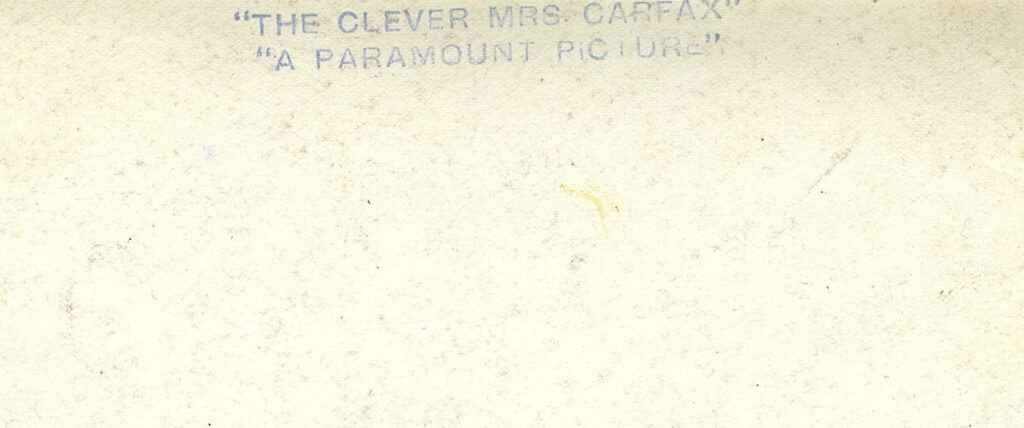 "THE CLEVER MRS. CARFAX"
"A PARAMOUNT PICTURE"